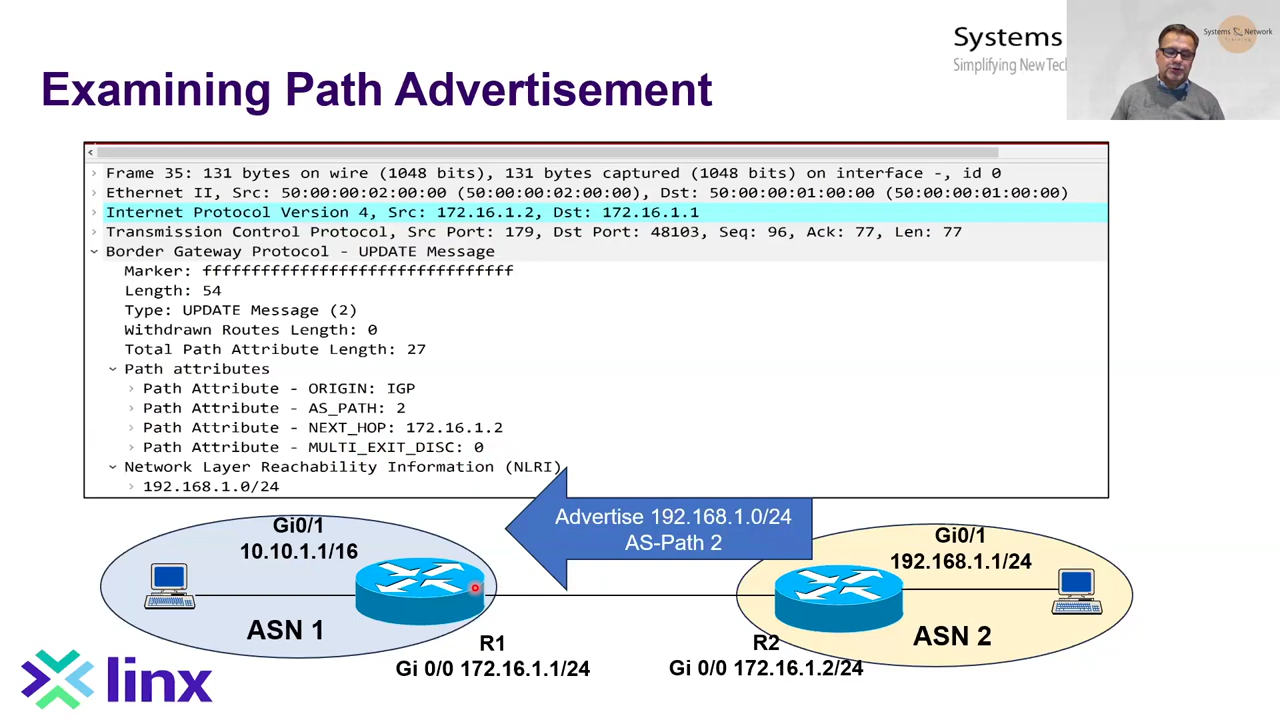 Systems
Simplifying New Tec
Systems Network
Training
Examining Path Advertisement
Frame 35: 131 bytes on wire (1048 bits), 131 bytes captured (1048 bits) on interface -, id 0
Ethernet II, Src: 50:00:00:02:00:00 (50:00:00:02:00:00), Dst: 50:00:00:01:00:00 (50:00:00:01:00:00)
Internet Protocol Version 4, Src: 172.16.1.2, Dst: 172.16.1.1
Transmission Control Protocol, Src Port: 179, Dst Port: 48103, Seq: 96, Ack: 77, Len: 77
Border Gateway Protocol - UPDATE Message
Marker: ffffffffffffffffffffffffffffffff
Length: 54
Type: UPDATE Message (2)
Withdrawn Routes Length: 0
Total Path Attribute Length: 27
Path attributes
Path Attribute - ORIGIN: IGP
Path Attribute - AS_PATH: 2
Path Attribute - NEXT_HOP: 172.16.1.2
Path Attribute - MULTI_EXIT_DISC: 0
Network Layer Reachability Information (NLRI)
192.168.1.0/24
Advertise 192.168.1.0/24
AS-Path 2
Gi0/1
10.10.1.1/16
Gi0/1
192.168.1.1/24
ASN 1
ASN 2
R1
Gi 0/0 172.16.1.1/24
R2
Gi 0/0 172.16.1.2/24
linx